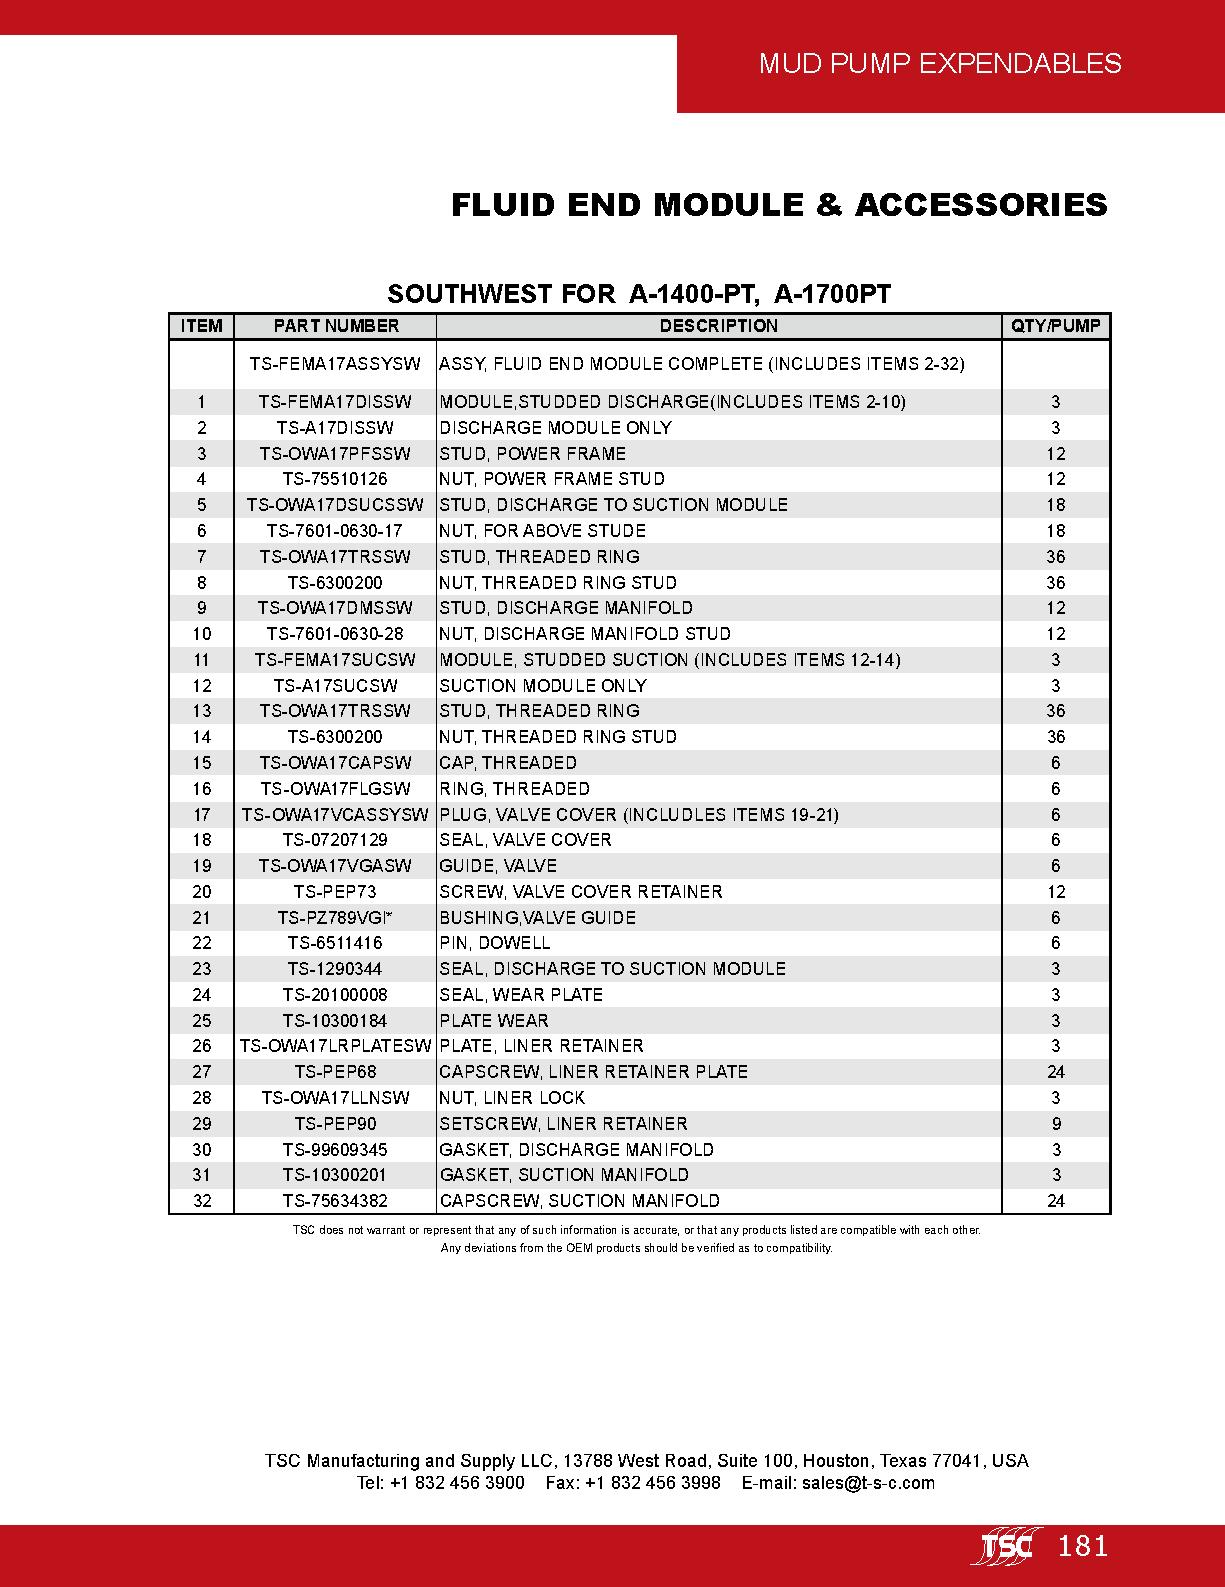 MUD PUMP EXPENDABLES
FLUID END MODULE & ACCESSORIES
SOUTHWEST FOR A-1400-PT, A-1700PT
ITEM PART NUMBER DESCRIPTION QTY/PUMP
TS-FEMA17ASSYSW ASSY, FLUID END MODULE COMPLETE (INCLUDES ITEMS 2-32)
1 TS-FEMA17DISSW MODULE,STUDDED DISCHARGE(INCLUDES ITEMS 2-10) 3
2 TS-A17DISSW DISCHARGE MODULE ONLY 3
3 TS-OWA17PFSSW STUD, POWER FRAME 12
4 TS-75510126 NUT, POWER FRAME STUD 12
5 TS-OWA17DSUCSSW STUD, DISCHARGE TO SUCTION MODULE 18
6 TS-7601-0630-17 NUT, FOR ABOVE STUDE 18
7 TS-OWA17TRSSW STUD, THREADED RING 36
8 TS-6300200 NUT, THREADED RING STUD 36
9 TS-OWA17DMSSW STUD, DISCHARGE MANIFOLD 12
10 TS-7601-0630-28 NUT, DISCHARGE MANIFOLD STUD 12
11 TS-FEMA17SUCSW MODULE, STUDDED SUCTION (INCLUDES ITEMS 12-14) 3
12 TS-A17SUCSW SUCTION MODULE ONLY 3
13 TS-OWA17TRSSW STUD, THREADED RING 36
14 TS-6300200 NUT, THREADED RING STUD 36
15 TS-OWA17CAPSW CAP, THREADED 6
16 TS-OWA17FLGSW RING, THREADED 6
17 TS-OWA17VCASSYSW PLUG, VALVE COVER (INCLUDLES ITEMS 19-21) 6
18 TS-07207129 SEAL, VALVE COVER 6
19 TS-OWA17VGASW GUIDE, VALVE 6
20 TS-PEP73 SCREW, VALVE COVER RETAINER 12
21 TS-PZ789VGI* BUSHING,VALVE GUIDE 6
22 TS-6511416 PIN, DOWELL 6
23 TS-1290344 SEAL, DISCHARGE TO SUCTION MODULE 3
24 TS-20100008 SEAL, WEAR PLATE 3
25 TS-10300184 PLATE WEAR 3
26 TS-OWA17LRPLATESW PLATE, LINER RETAINER 3
27 TS-PEP68 CAPSCREW, LINER RETAINER PLATE 24
28 TS-OWA17LLNSW NUT, LINER LOCK 3
29 TS-PEP90 SETSCREW, LINER RETAINER 9
30 TS-99609345 GASKET, DISCHARGE MANIFOLD 3
31 TS-10300201 GASKET, SUCTION MANIFOLD 3
32 TS-75634382 CAPSCREW, SUCTION MANIFOLD 24
TSC does not warrant or represent that any of such information is accurate, or that any products listed are compatible with each other.
Any deviations from the OEM products should be verified as to compatibility.
TSC Manufacturing and Supply LLC, 13788 West Road, Suite 100, Houston, Texas 77041, USA
Tel: +1 832 456 3900 Fax: +1 832 456 3998 E-mail: sales@t-s-c.com
TSC 181